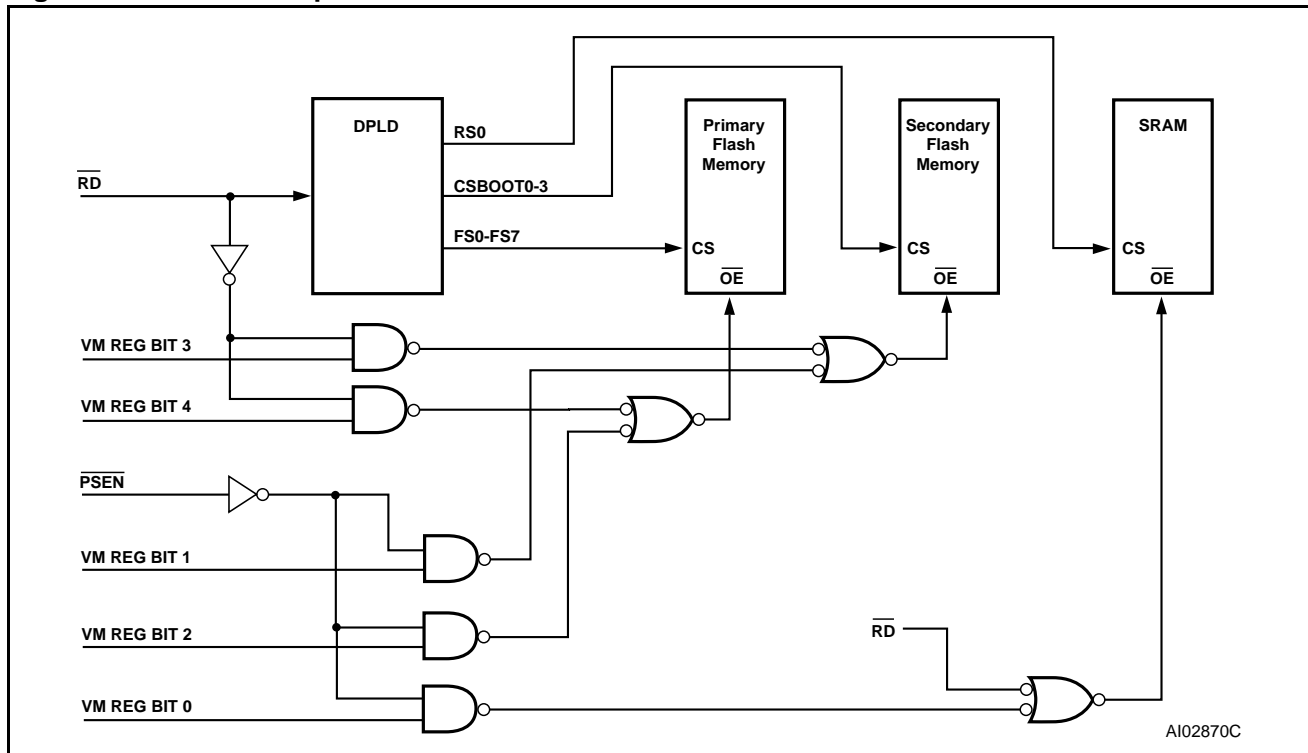 DPLD
RS0
CSBOOT0-3
FS0-FS7
Primary
Flash
Memory
CS
OE
Secondary
Flash
Memory
CS
OE
SRAM
CS
OE
RD
VM REG BIT 3
VM REG BIT 4
PSEN
VM REG BIT 1
VM REG BIT 2
VM REG BIT 0
RD
AI02870C